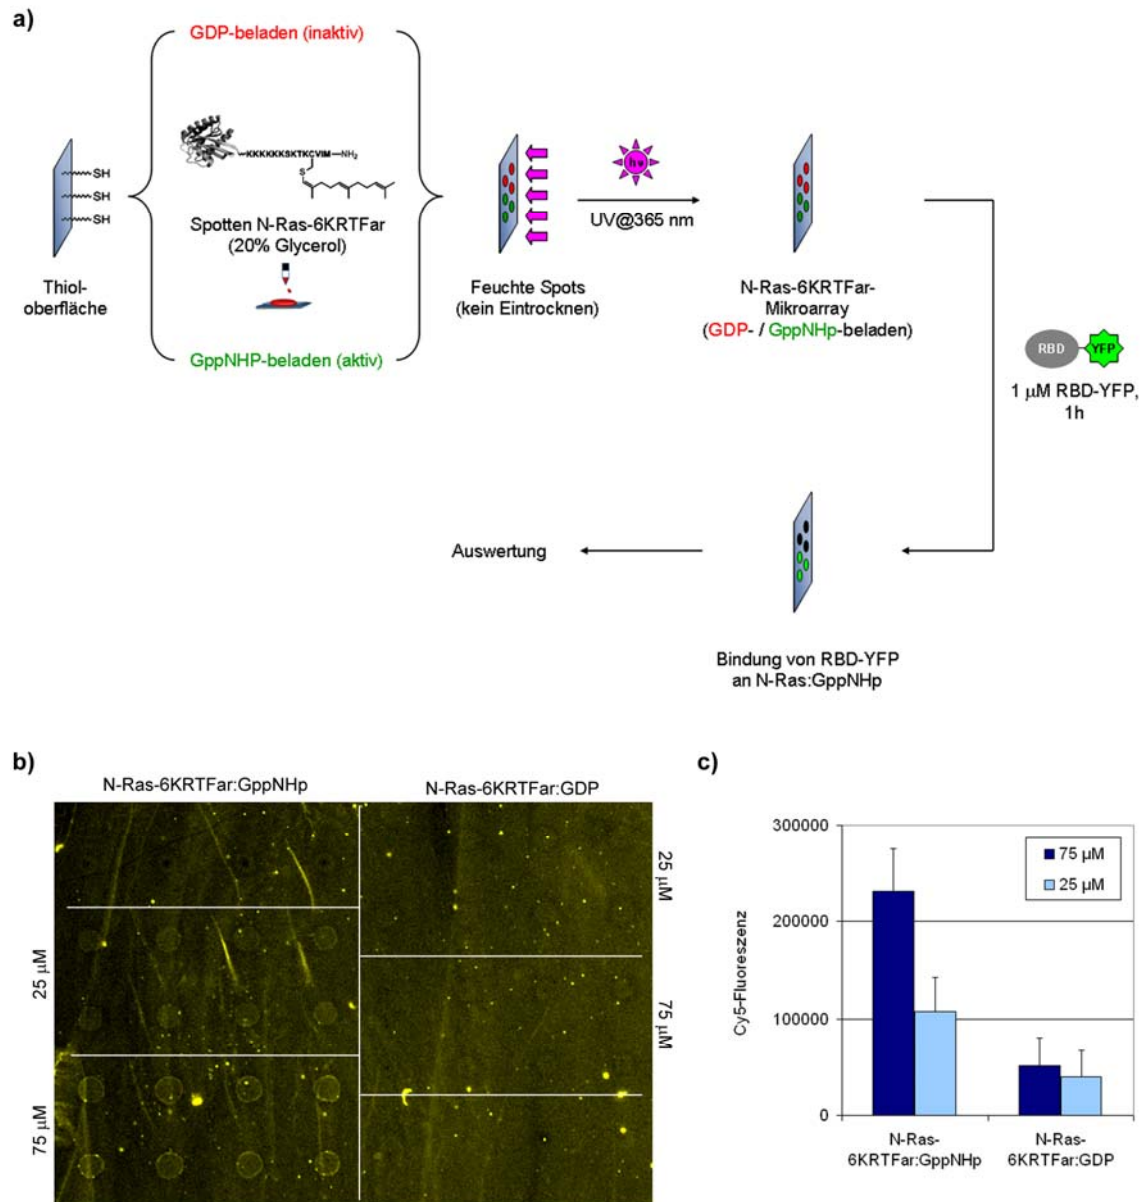 a)
GDP-beladen (inaktiv)
KKKKKKSKTKCVIM NH2
S
SH
SH
SH
Spotten N-Ras-6KRTFar
(20% Glycerol)
Thiol-
oberfläche
GppNHP-beladen (aktiv)
Feuchte Spots
(kein Eintrocknen)
hν
UV@365 nm
N-Ras-6KRTFar-
Mikroarray
(GDP- / GppNHp-beladen)
RBD YFP
1 µM RBD-YFP,
1h
Auswertung
Bindung von RBD-YFP
an N-Ras:GppNHp
b)
N-Ras-6KRTFar:GppNHp
N-Ras-6KRTFar:GDP
25 µM
75 µM
25 µM
75 µM
c)
300000
200000
100000
0
Cy5-Fluoreszenz
75 µM
25 µM
N-Ras-
6KRTFar:GppNHp
N-Ras-
6KRTFar:GDP